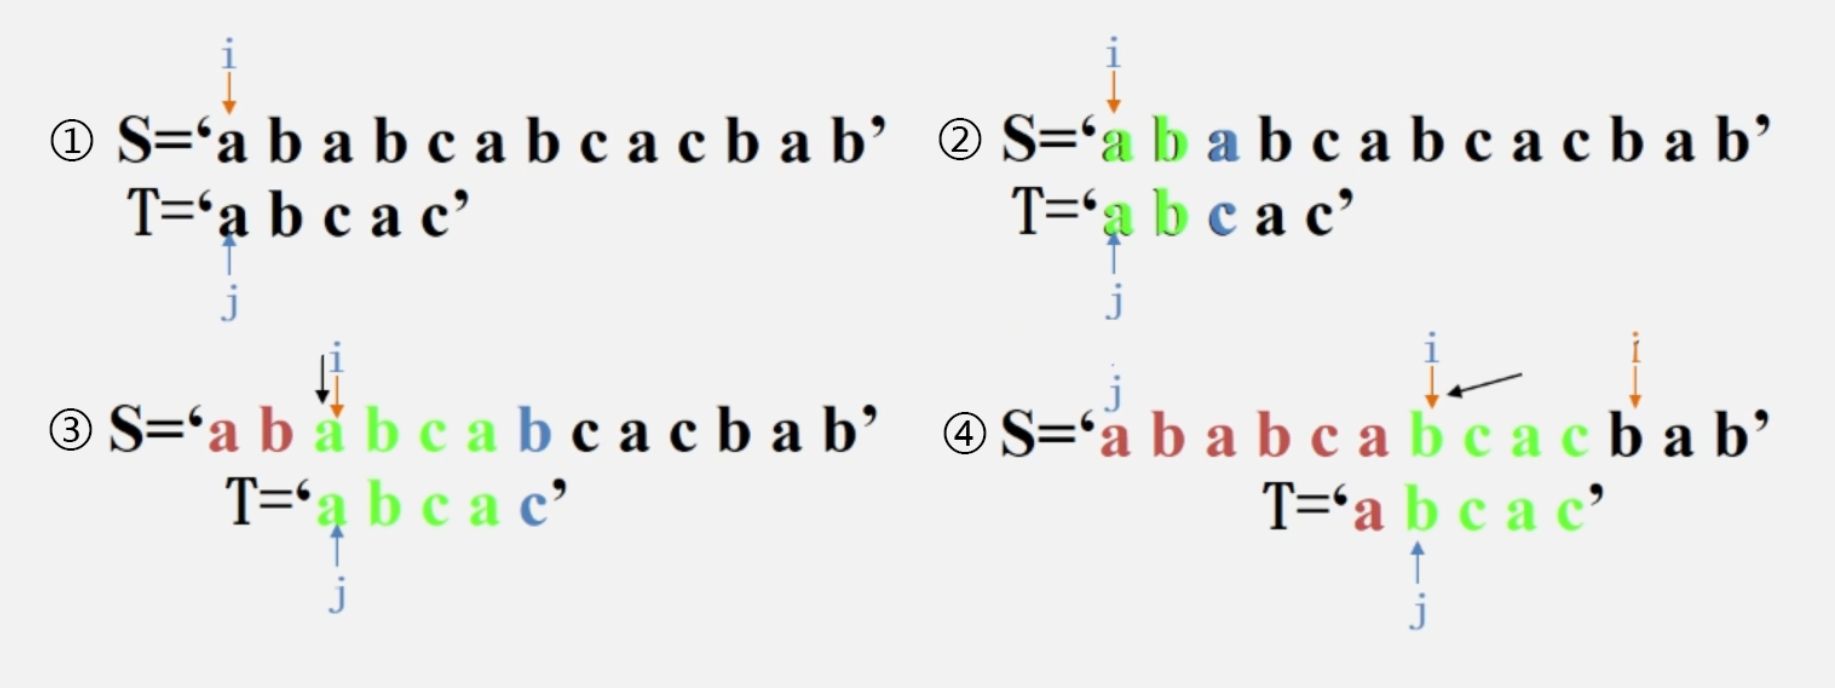 i
① S=‘a b a b c a b c a c b a b’
T=‘a b c a c’
j
i
② S=‘a b a b c a b c a c b a b’
T=‘a b c a c’
j
i
③ S=‘a b a b c a b c a c b a b’
T=‘a b c a c’
j
i i
j
④ S=‘a b a b c a b c a c b a b’
T=‘a b c a c’
j